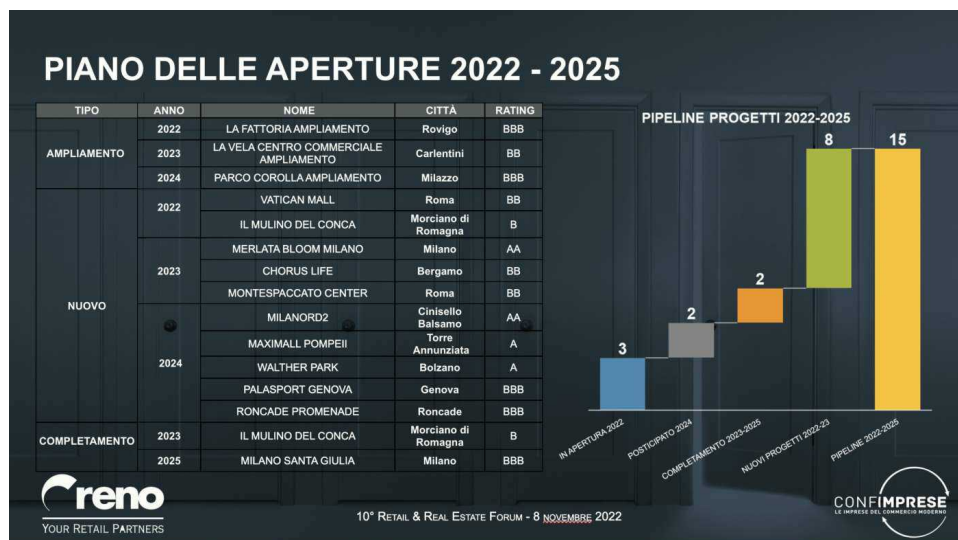 PIANO DELLE APERTURE 2022 - 2025
TIPO ANNO NOME CITTÀ RATING
AMPLIAMENTO
2022 LA FATTORIA AMPLIAMENTO Rovigo BBB
2023 LA VELA CENTRO COMMERCIALE
AMPLIAMENTO Carlentini BB
2024 PARCO COROLLA AMPLIAMENTO Milazzo BBB
NUOVO
2022
VATICAN MALL Roma BB
IL MULINO DEL CONCA Morciano di
Romagna B
2023
MERLATA BLOOM MILANO Milano AA
CHORUS LIFE Bergamo BB
MONTESPACCATO CENTER Roma BB
2024
MILANORD2 Cinisello
Balsamo AA
MAXIMALL POMPEII Torre
Annunziata A
WALTHER PARK Bolzano A
PALASPORT GENOVA Genova BBB
RONCADE PROMENADE Roncade BBB
COMPLETAMENTO
2023 IL MULINO DEL CONCA Morciano di
Romagna B
2025 MILANO SANTA GIULIA Milano BBB
PIPELINE PROGETTI 2022-2025
3
2
2
8
15
IN APERTURA 2022
POSTICIPATO 2024
COMPLETAMENTO 2023-2025
NUOVI PROGETTI 2022-23
PIPELINE 2022-2025
reno
YOUR RETAIL PARTNERS
10° RETAIL & REAL ESTATE FORUM - 8 NOVEMBRE 2022
CONFIMPRESE
LE IMPRESE DEL COMMERCIO MODERNO